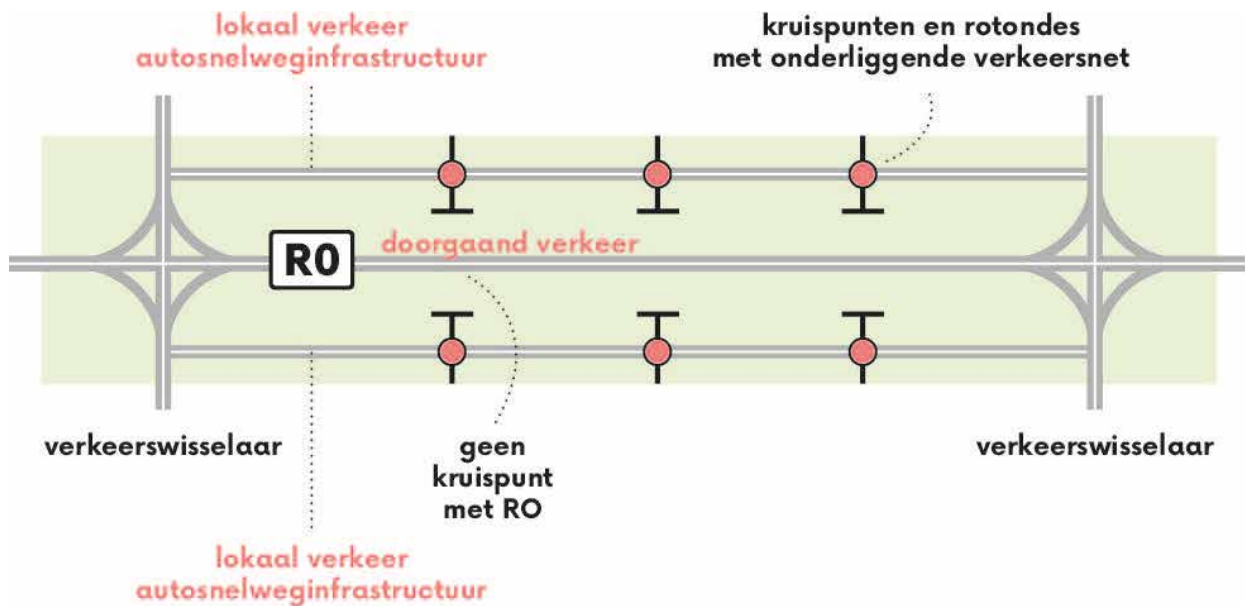 lokaal verkeer
autosnelweginfrastructuur
kruispunten en rotondes
met onderliggende verkeersnet
doorgaand verkeer
R0
verkeerswisselaar
geen
kruispunt
met RO
verkeerswisselaar
lokaal verkeer
autosnelweginfrastructuur